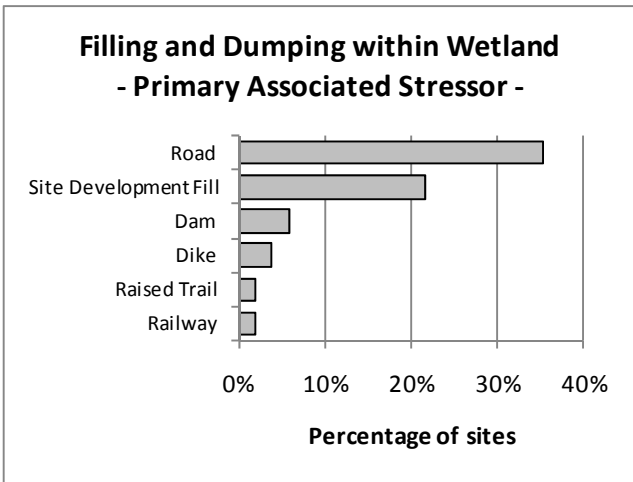 Filling and Dumping within Wetland
- Primary Associated Stressor -
Road
Site Development Fill
Dam
Dike
Raised Trail
Railway
0% 10% 20% 30% 40%
Percentage of sites